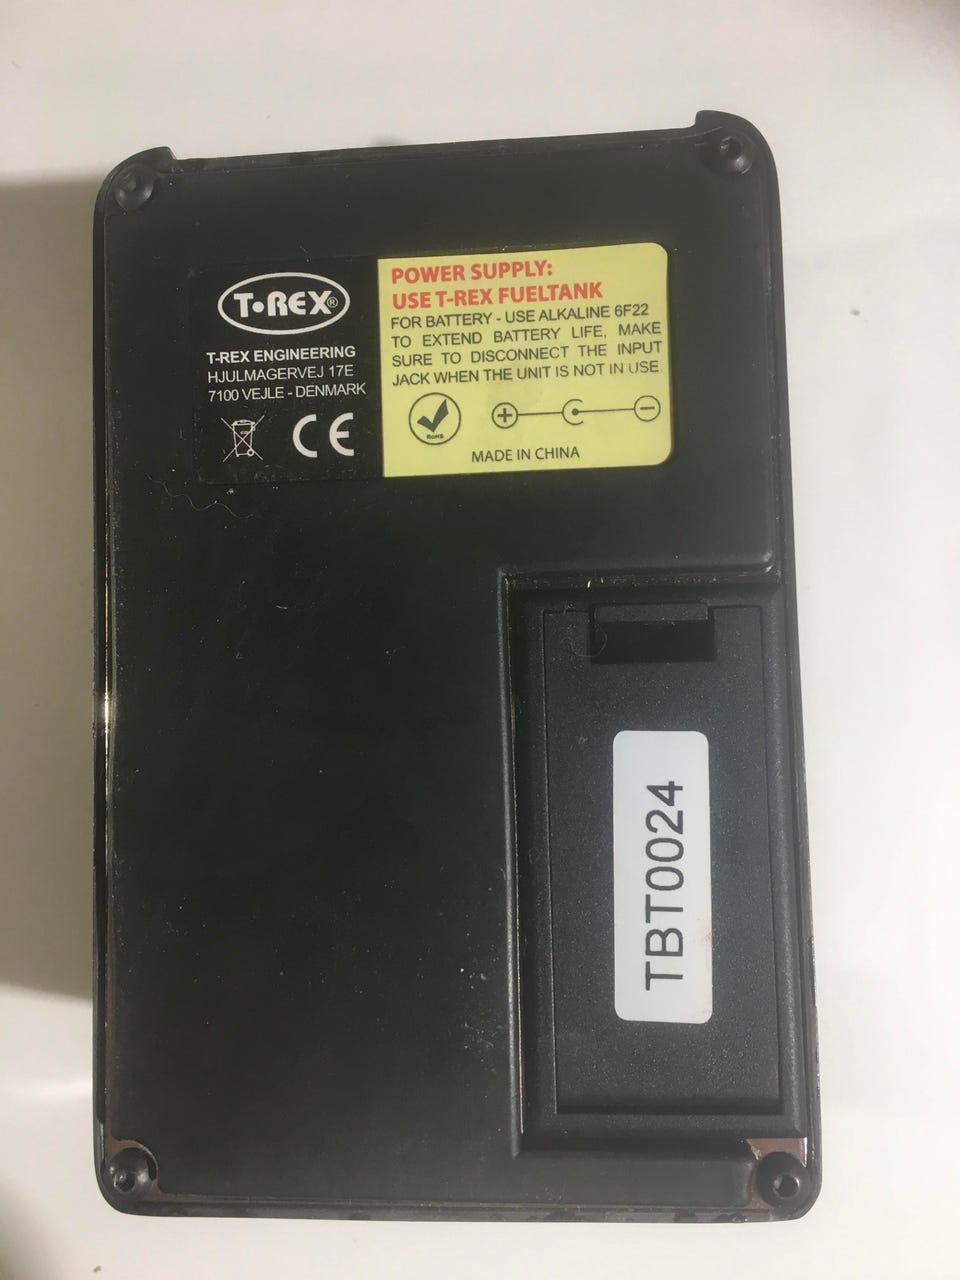 T•REX®
T-REX ENGINEERING
HJULMAGERVEJ 17E
7100 VEJLE - DENMARK
CE
POWER SUPPLY:
USE T-REX FUELTANK
FOR BATTERY - USE ALKALINE 6F22
TO EXTEND BATTERY LIFE, MAKE
SURE TO DISCONNECT THE INPUT
JACK WHEN THE UNIT IS NOT IN USE.
RoHS
+ −
MADE IN CHINA
TBT0024